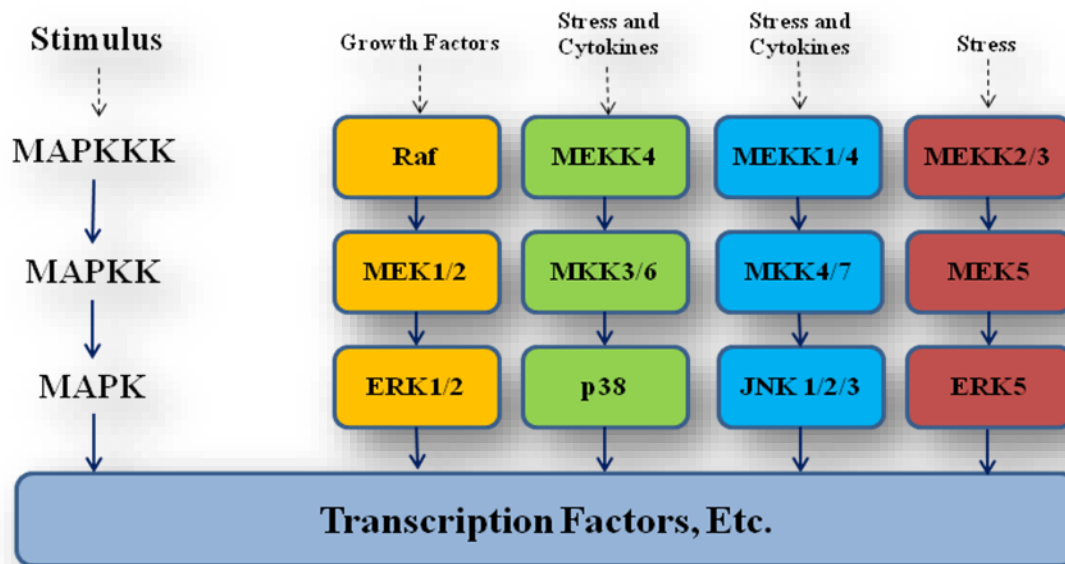 Stimulus
Growth Factors
Stress and
Cytokines
Stress and
Cytokines
Stress
MAPKKK
Raf
MEKK4
MEKK1/4
MEKK2/3
MAPKK
MEK1/2
MKK3/6
MKK4/7
MEK5
MAPK
ERK1/2
p38
JNK 1/2/3
ERK5
Transcription Factors, Etc.